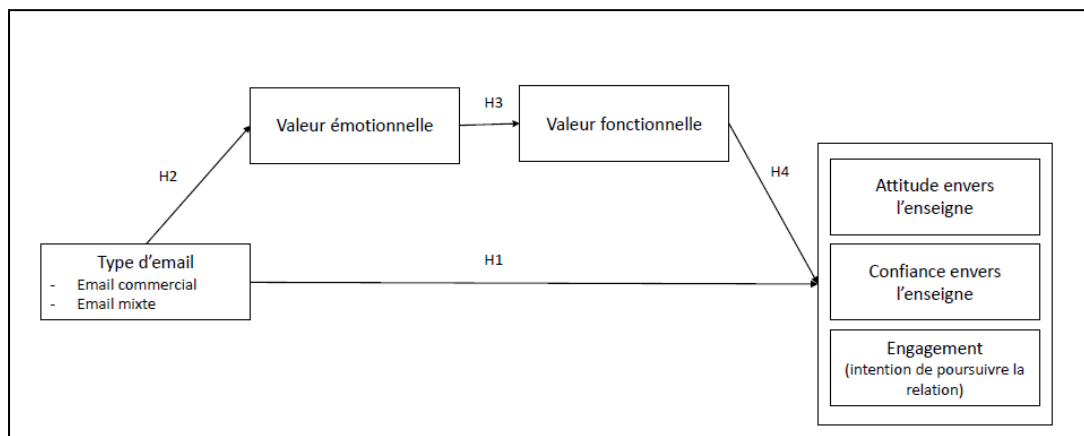 Valeur émotionnelle
H3
Valeur fonctionnelle
H2
H4
Type d'email
- Email commercial
- Email mixte
H1
Attitude envers
l'enseigne
Confiance envers
l'enseigne
Engagement
(intention de poursuivre la
relation)